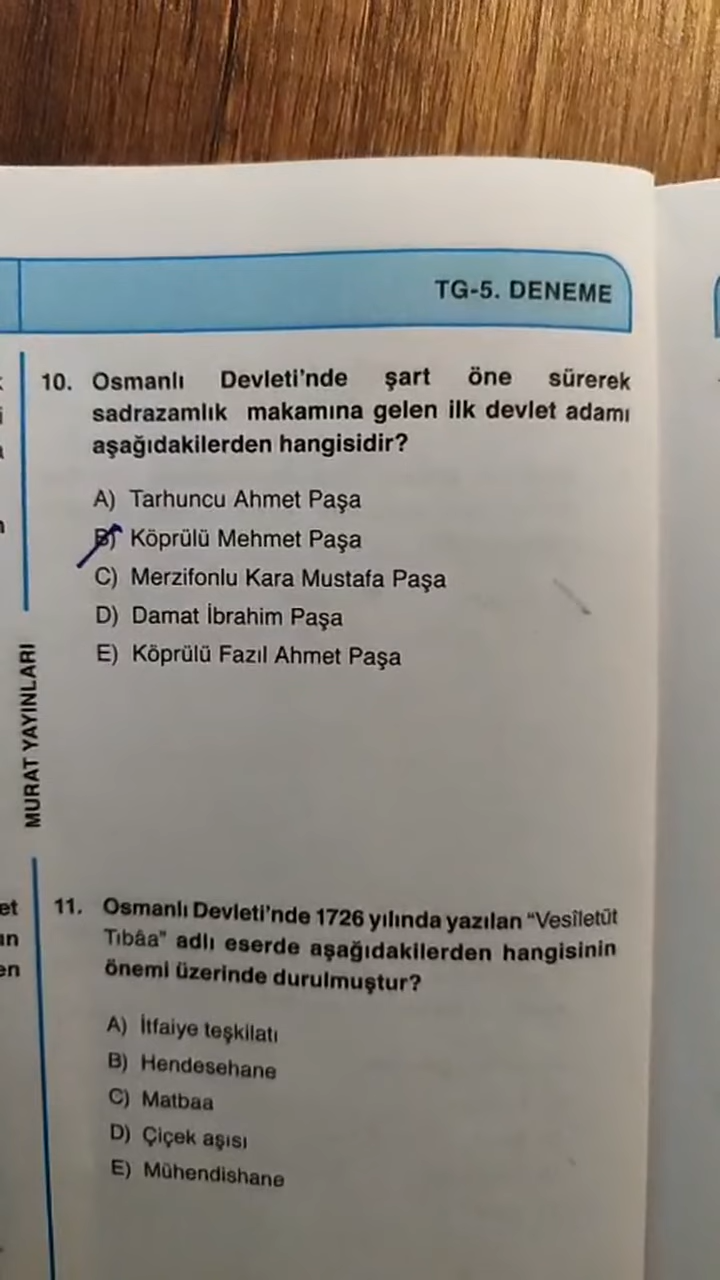 TG-5. DENEME
10. Osmanlı Devleti'nde şart öne sürerek
sadrazamlık makamına gelen ilk devlet adamı
aşağıdakilerden hangisidir?
A) Tarhuncu Ahmet Paşa
B) Köprülü Mehmet Paşa
C) Merzifonlu Kara Mustafa Paşa
D) Damat İbrahim Paşa
E) Köprülü Fazıl Ahmet Paşa
MURAT YAYINLARI
11. Osmanlı Devleti'nde 1726 yılında yazılan "Vesîletüt
Tıbâa" adlı eserde aşağıdakilerden hangisinin
önemi üzerinde durulmuştur?
A) İtfaiye teşkilatı
B) Hendesehane
C) Matbaa
D) Çiçek aşısı
E) Mühendishane